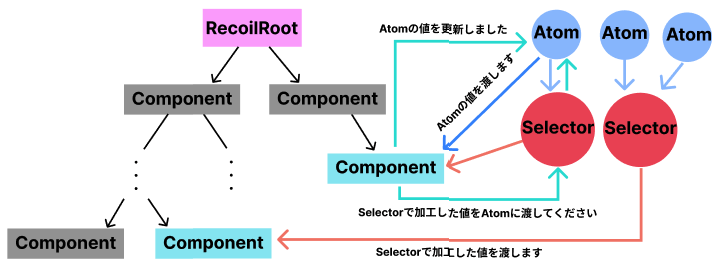 RecoilRoot
Atomの値を更新しました
Atom
Atom
Atom
Atomの値を渡します
Component
Component
Selector
Selector
Component
Selectorで加工した値をAtomに渡してください
Component
Component
Selectorで加工した値を渡します